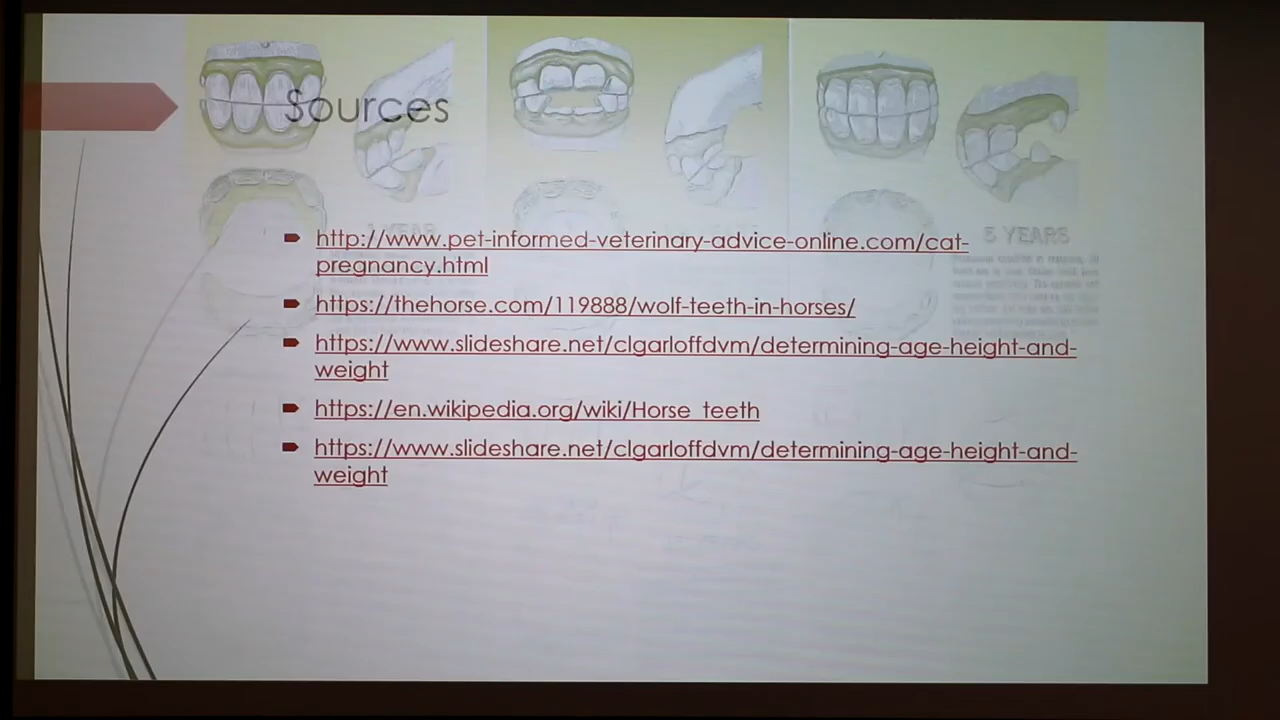 Sources
http://www.pet-informed-veterinary-advice-online.com/cat-
pregnancy.html
5 YEARS
https://thehorse.com/119888/wolf-teeth-in-horses/
https://www.slideshare.net/clgarloffdvm/determining-age-height-and-
weight
https://en.wikipedia.org/wiki/Horse_teeth
https://www.slideshare.net/clgarloffdvm/determining-age-height-and-
weight